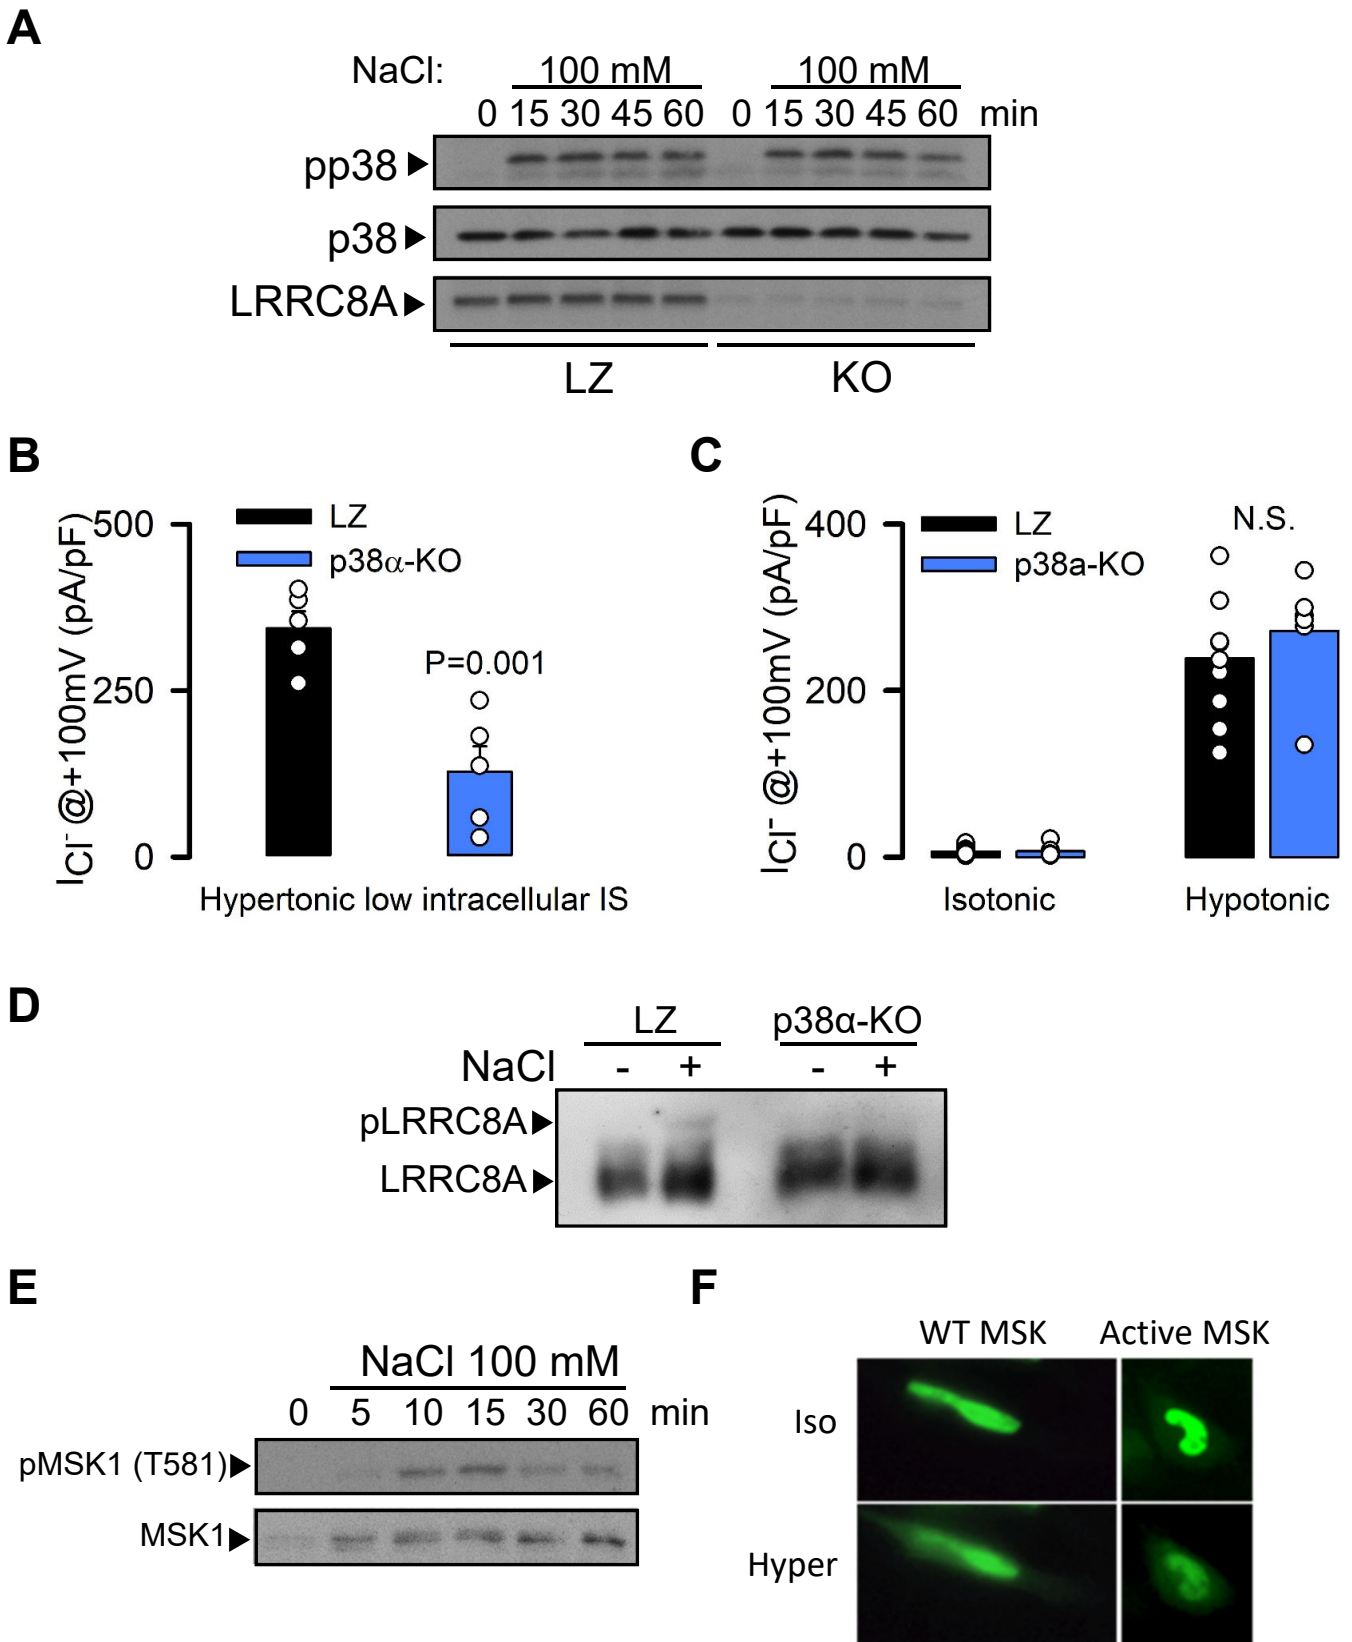 A
NaCl: 100 mM 100 mM
0 15 30 45 60 0 15 30 45 60 min
pp38
p38
LRRC8A
LZ KO
B
500
250
0
ICl- @+100mV (pA/pF)
LZ
p38α-KO
P=0.001
Hypertonic low intracellular IS
C
400
200
0
ICl- @+100mV (pA/pF)
LZ
p38a-KO
N.S.
Isotonic Hypotonic
D
LZ p38α-KO
NaCl - + - +
pLRRC8A
LRRC8A
E
NaCl 100 mM
0 5 10 15 30 60 min
pMSK1 (T581)
MSK1
F
WT MSK Active MSK
Iso
Hyper